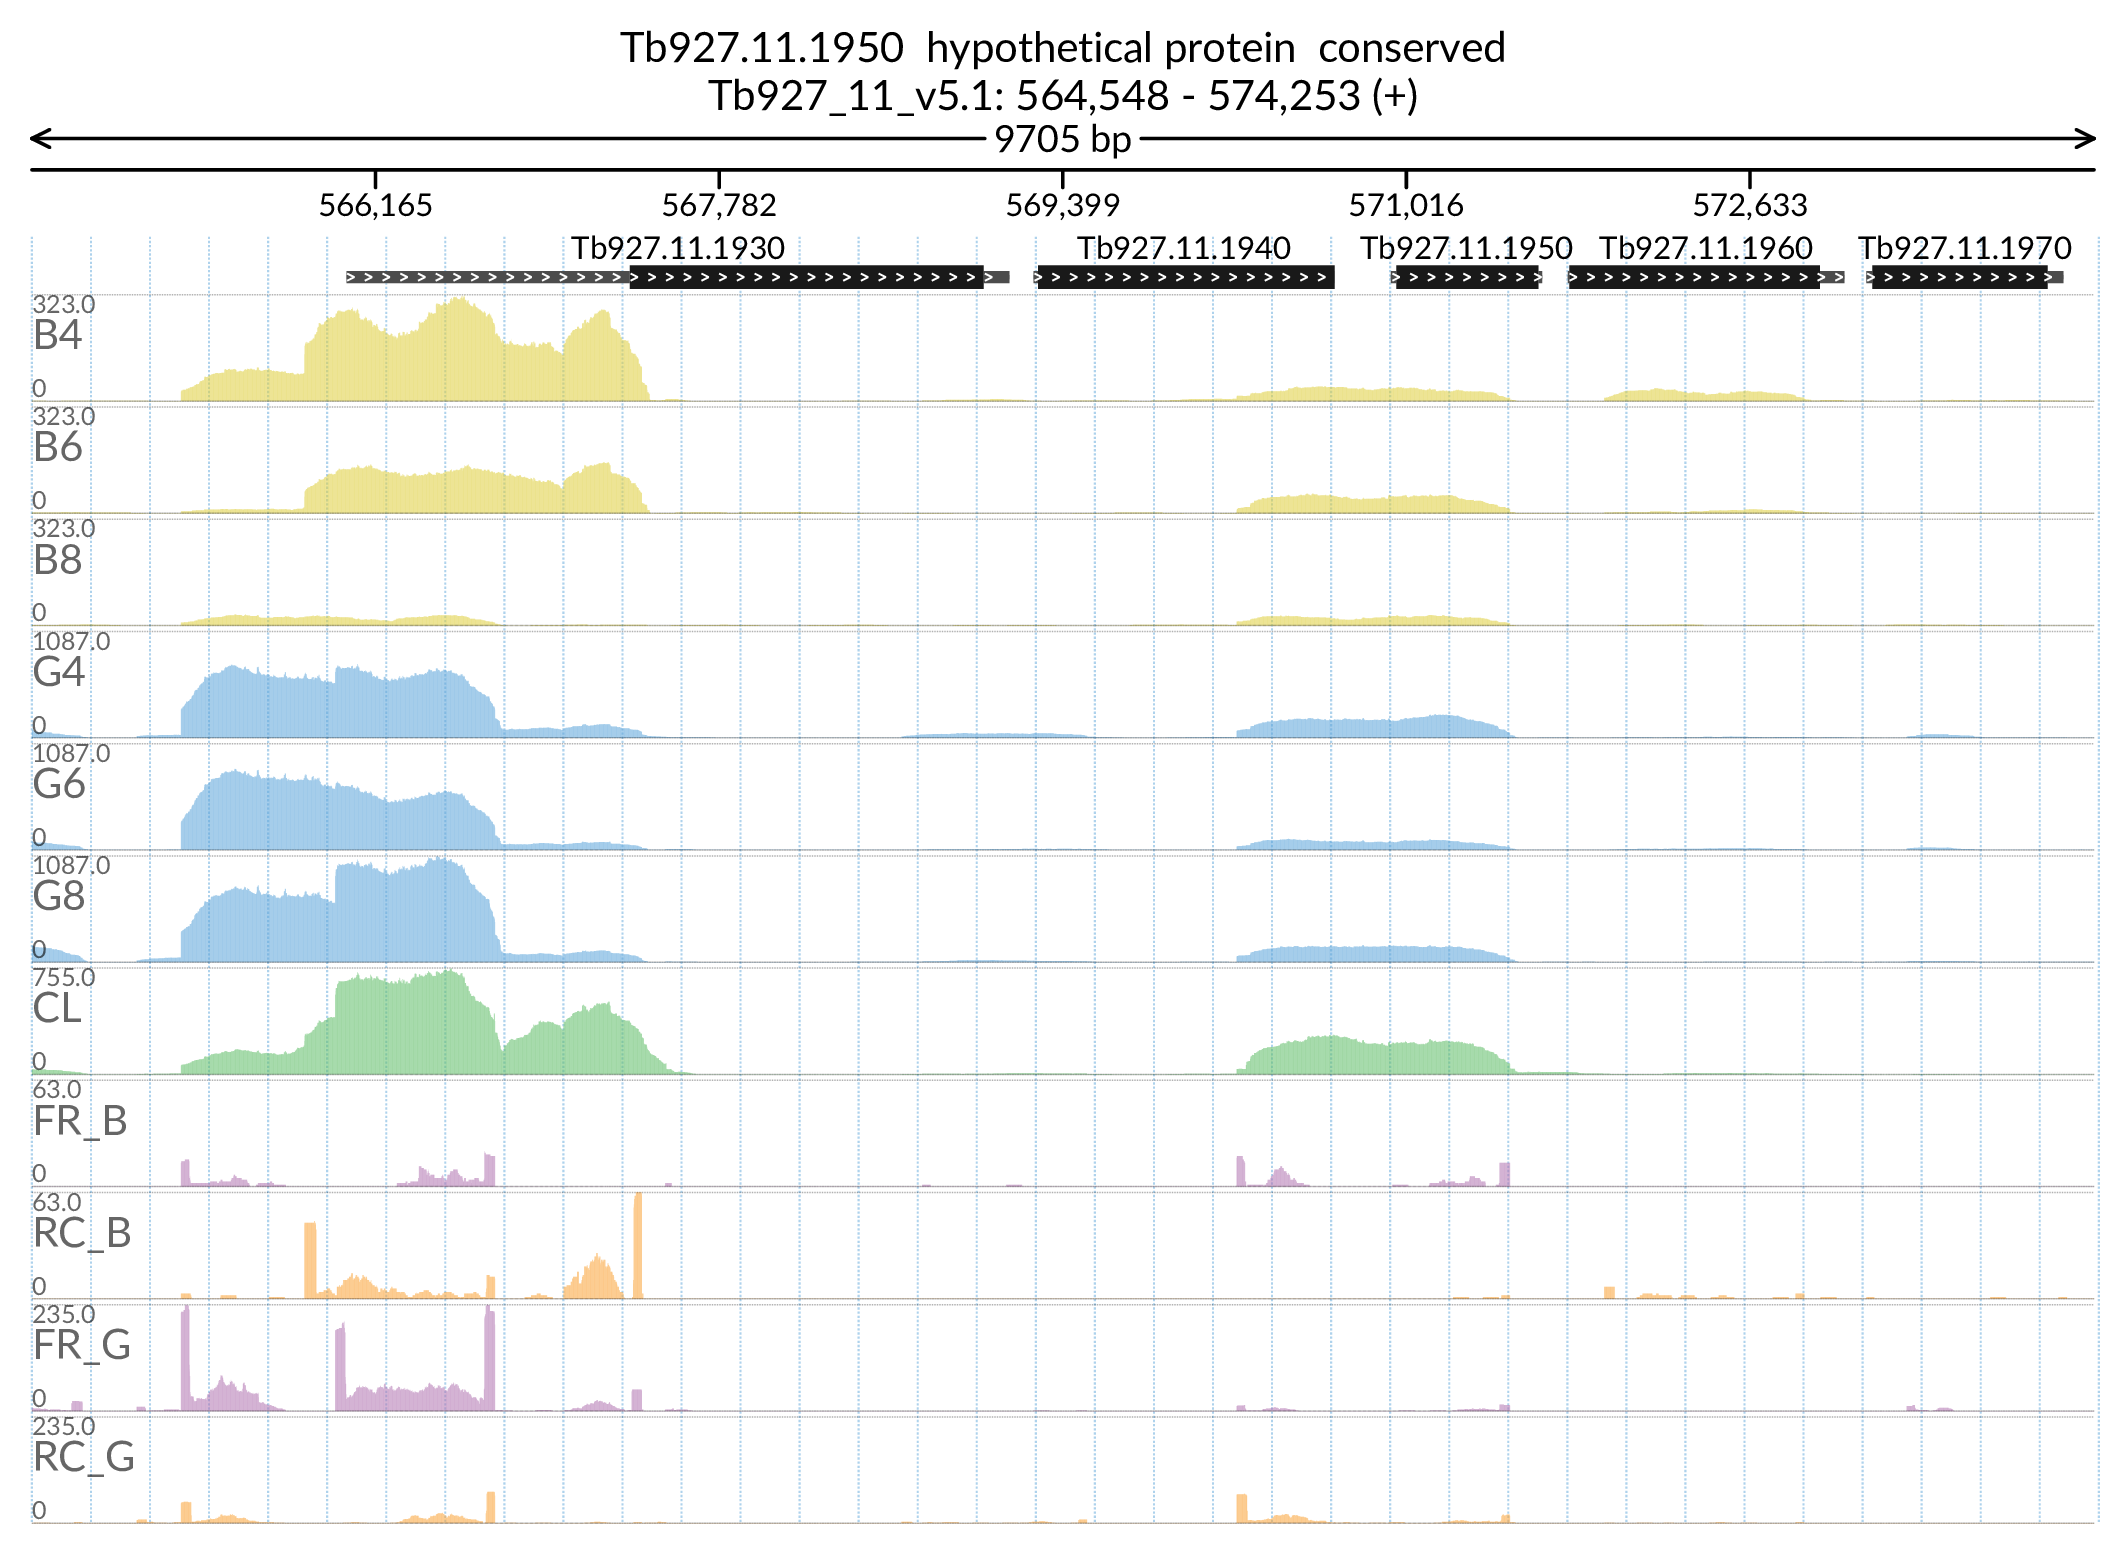 Tb927.11.1950 hypothetical protein conserved
Tb927_11_v5.1: 564,548 - 574,253 (+)
9705 bp
566,165 567,782 569,399 571,016 572,633
Tb927.11.1930 Tb927.11.1940 Tb927.11.1950 Tb927.11.1960 Tb927.11.1970
323.0
B4
0
323.0
B6
0
323.0
B8
0
1087.0
G4
0
1087.0
G6
0
1087.0
G8
0
755.0
CL
0
63.0
FR_B
0
63.0
RC_B
0
235.0
FR_G
0
235.0
RC_G
0